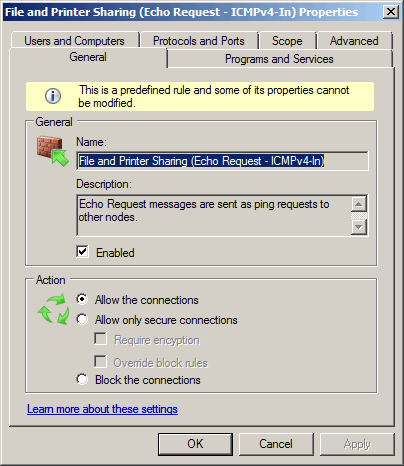 File and Printer Sharing (Echo Request - ICMPv4-In) Properties
Users and Computers Protocols and Ports Scope Advanced
General Programs and Services
This is a predefined rule and some of its properties cannot
be modified.
General
Name:
File and Printer Sharing (Echo Request - ICMPv4-In)
Description:
Echo Request messages are sent as ping requests to
other nodes.
Enabled
Action
Allow the connections
Allow only secure connections
Require encyption
Override block rules
Block the connections
Learn more about these settings
OK Cancel Apply